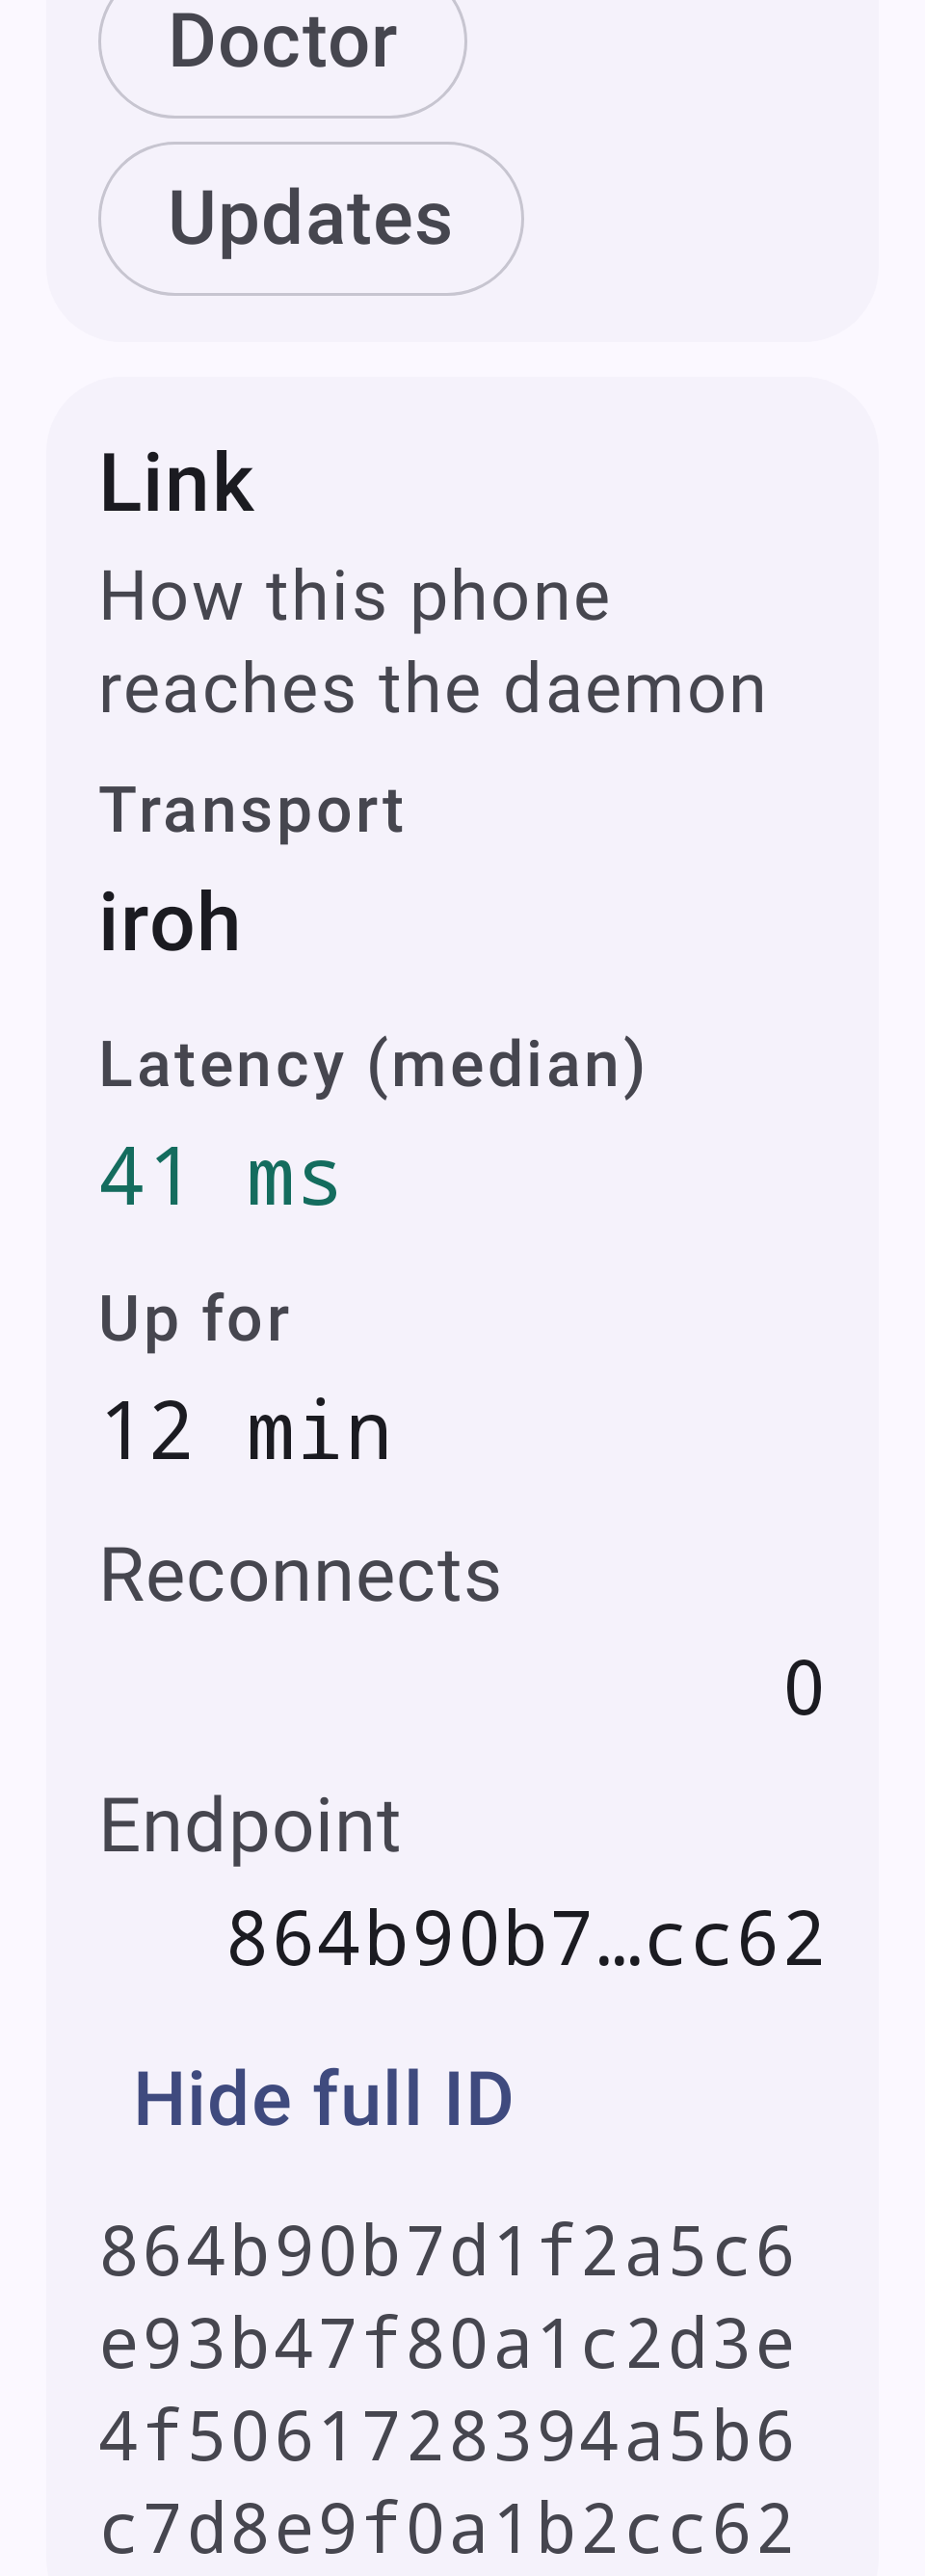 Doctor
Updates
Link
How this phone
reaches the daemon
Transport
iroh
Latency (median)
41 ms
Up for
12 min
Reconnects
0
Endpoint
864b90b7…cc62
Hide full ID
864b90b7d1f2a5c6
e93b47f80a1c2d3e
4f5061728394a5b6
c7d8e9f0a1b2cc62